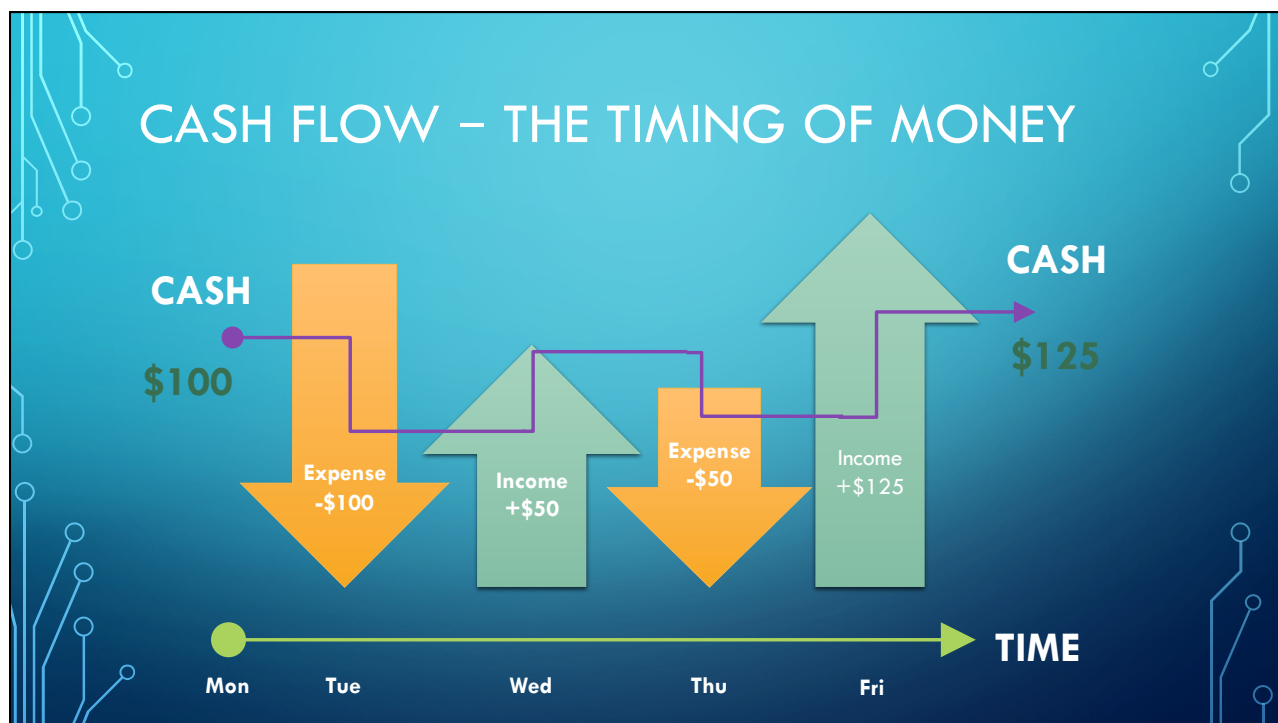 CASH FLOW – THE TIMING OF MONEY
CASH
$100
Expense
-$100
Income
+$50
Expense
-$50
Income
+$125
CASH
$125
TIME
Mon
Tue
Wed
Thu
Fri